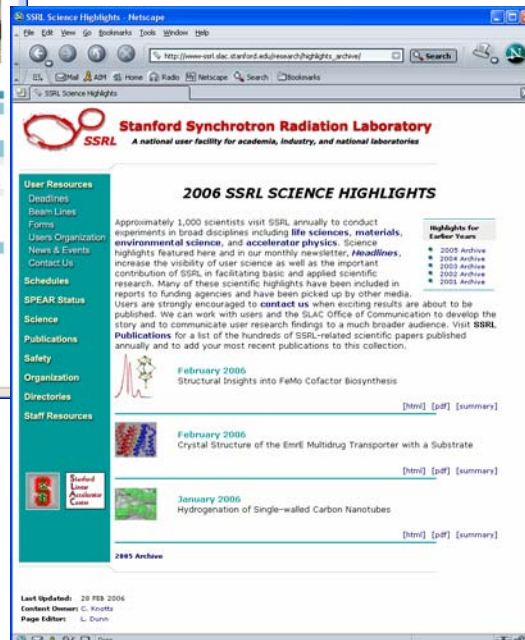 SSRL Science Highlights - Netscape
File Edit View Go Bookmarks Tools Window Help
http://www-ssrl.slac.stanford.edu/research/highlights_archive/
Search
Mail AIM Home Radio Netscape Search Bookmarks
SSRL Science Highlights
SSRL
Stanford Synchrotron Radiation Laboratory
A national user facility for academia, industry, and national laboratories
User Resources
Deadlines
Beam Lines
Forms
Users Organization
News & Events
Contact Us
Schedules
SPEAR Status
Science
Publications
Safety
Organization
Directories
Staff Resources
Stanford
Linear
Accelerator
Center
2006 SSRL SCIENCE HIGHLIGHTS
Approximately 1,000 scientists visit SSRL annually to conduct
experiments in broad disciplines including life sciences, materials,
environmental science, and accelerator physics. Science
highlights featured here and in our monthly newsletter, Headlines,
increase the visibility of user science as well as the important
contribution of SSRL in facilitating basic and applied scientific
research. Many of these scientific highlights have been included in
reports to funding agencies and have been picked up by other media.
Users are strongly encouraged to contact us when exciting results are about to be
published. We can work with users and the SLAC Office of Communication to develop the
story and to communicate user research findings to a much broader audience. Visit SSRL
Publications for a list of the hundreds of SSRL-related scientific papers published
annually and to add your most recent publications to this collection.
Highlights for
Earlier Years
2005 Archive
2004 Archive
2003 Archive
2002 Archive
2001 Archive
February 2006
Structural Insights into FeMo Cofactor Biosynthesis
[html] [pdf] [summary]
February 2006
Crystal Structure of the EmrE Multidrug Transporter with a Substrate
[html] [pdf] [summary]
January 2006
Hydrogenation of Single-walled Carbon Nanotubes
[html] [pdf] [summary]
2005 Archive
Last Updated: 28 FEB 2006
Content Owner: C. Knotts
Page Editor: L. Dunn